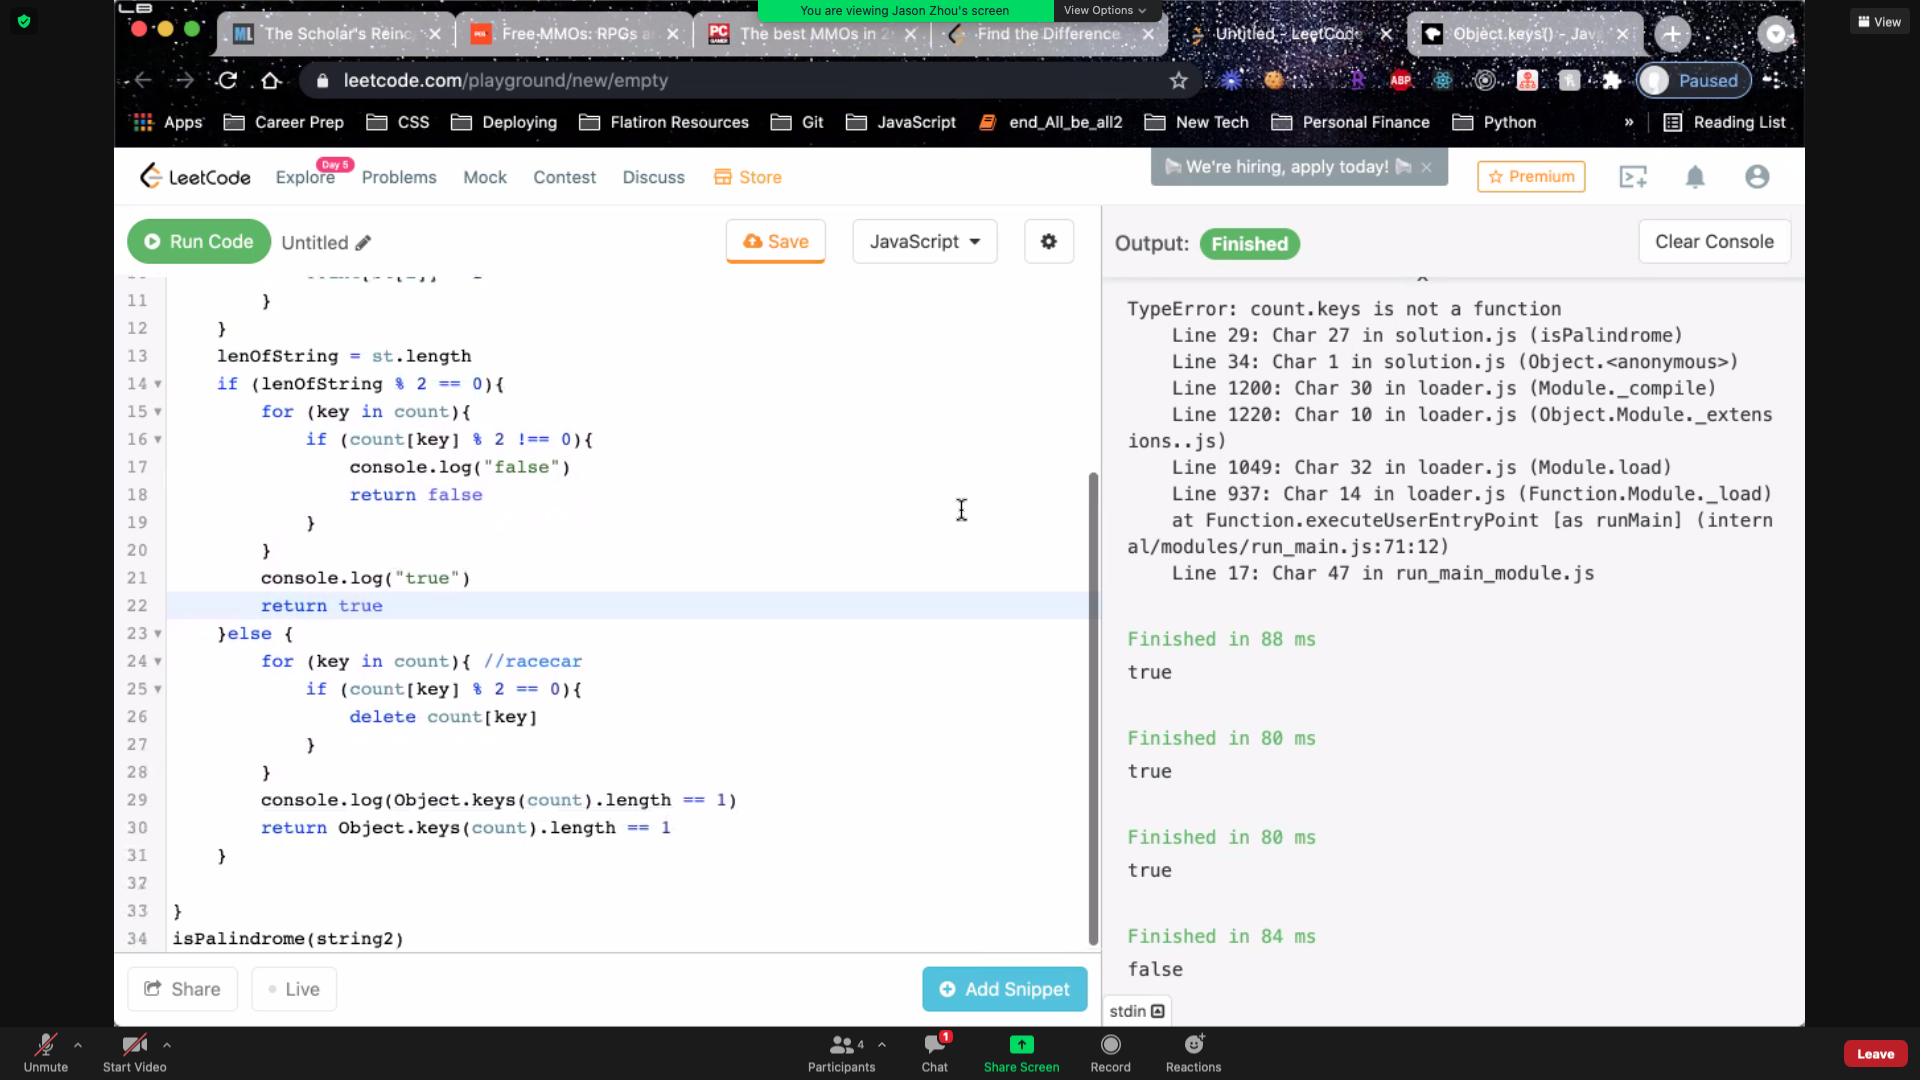 You are viewing Jason Zhou's screen
View Options
View
The Scholar's Reinc
Free MMOs: RPGs a
The best MMOs in 2
Find the Difference
Untitled - LeetCode
Object.keys() - Jav
leetcode.com/playground/new/empty
ABP
Paused
Apps
Career Prep
CSS
Deploying
Flatiron Resources
Git
JavaScript
end_All_be_all2
New Tech
Personal Finance
Python
»
Reading List
LeetCode
Explore
Day 5
Problems
Mock
Contest
Discuss
Store
We're hiring, apply today!
Premium
Run Code
Untitled
Save
JavaScript
Output:
Finished
Clear Console
11 }
12 }
13 lenOfString = st.length
14 if (lenOfString % 2 == 0){
15 for (key in count){
16 if (count[key] % 2 !== 0){
17 console.log("false")
18 return false
19 }
20 }
21 console.log("true")
22 return true
23 }else {
24 for (key in count){ //racecar
25 if (count[key] % 2 == 0){
26 delete count[key]
27 }
28 }
29 console.log(Object.keys(count).length == 1)
30 return Object.keys(count).length == 1
31 }
32
33 }
34 isPalindrome(string2)
TypeError: count.keys is not a function
Line 29: Char 27 in solution.js (isPalindrome)
Line 34: Char 1 in solution.js (Object.<anonymous>)
Line 1200: Char 30 in loader.js (Module._compile)
Line 1220: Char 10 in loader.js (Object.Module._extens
ions..js)
Line 1049: Char 32 in loader.js (Module.load)
Line 937: Char 14 in loader.js (Function.Module._load)
at Function.executeUserEntryPoint [as runMain] (intern
al/modules/run_main.js:71:12)
Line 17: Char 47 in run_main_module.js
Finished in 88 ms
true
Finished in 80 ms
true
Finished in 80 ms
true
Finished in 84 ms
false
Share
Live
Add Snippet
stdin
Unmute
Start Video
Participants
4
Chat
1
Share Screen
Record
Reactions
Leave